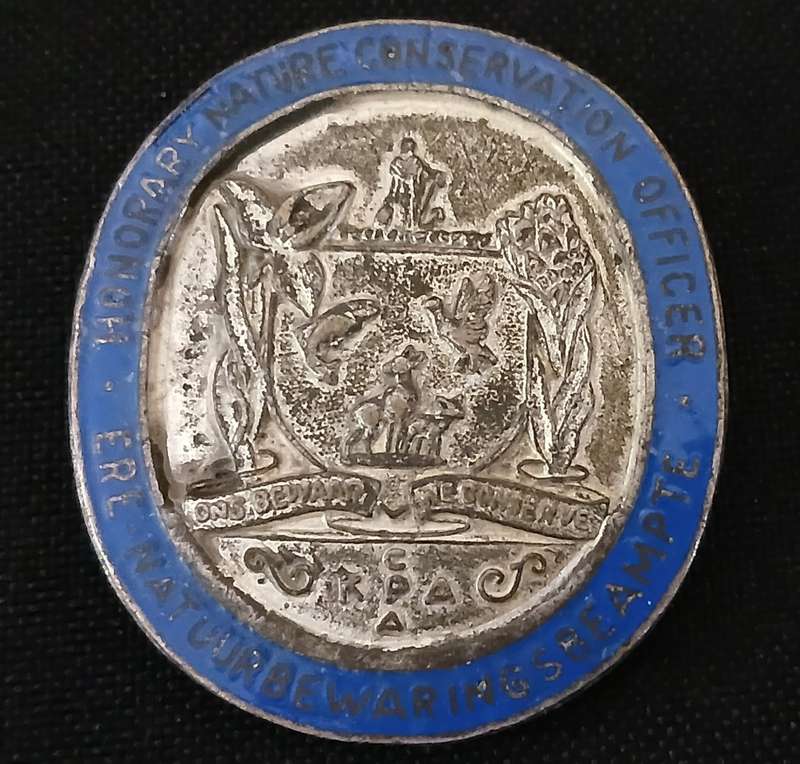 HONORARY NATURE CONSERVATION OFFICER
ERE NATUURBEWARINGSBEAMPTE
ONS BEWAAR WE CONSERVE
C
K P A
A